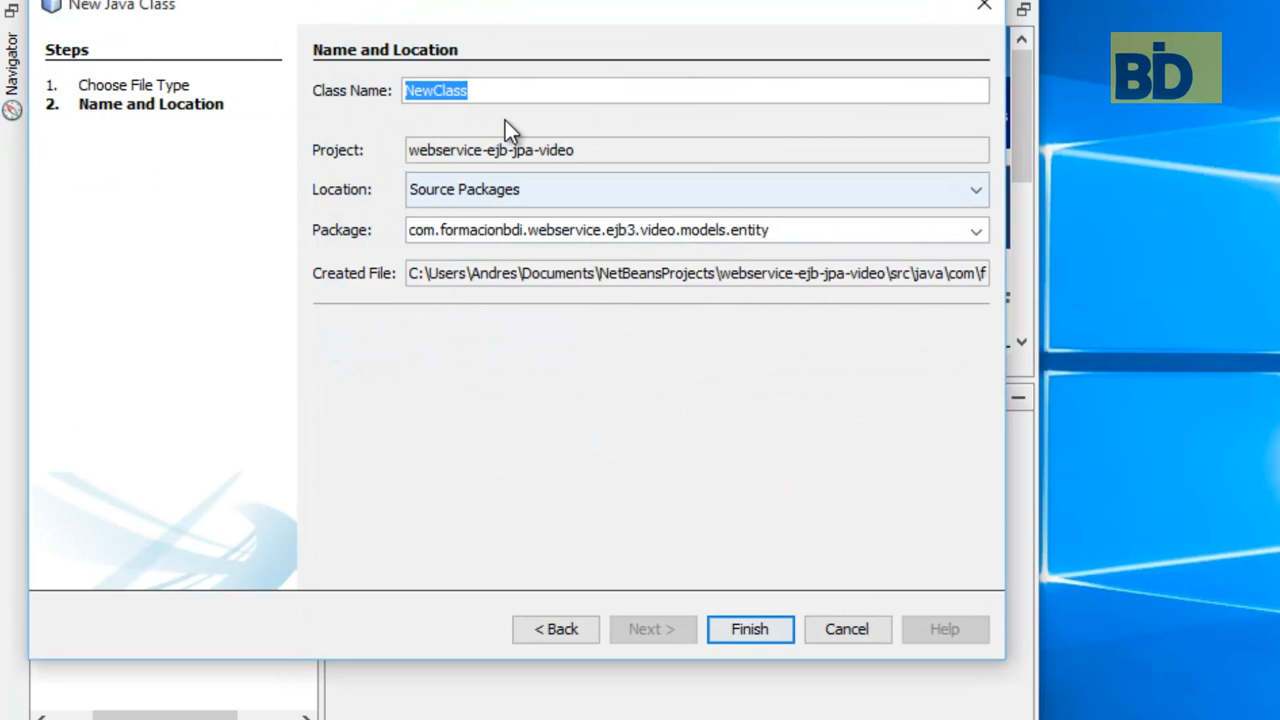 New Java Class
Navigator
Steps
1. Choose File Type
2. Name and Location
Name and Location
Class Name: NewClass
Project: webservice-ejb-jpa-video
Location: Source Packages
Package: com.formacionbdi.webservice.ejb3.video.models.entity
Created File: C:\Users\Andres\Documents\NetBeansProjects\webservice-ejb-jpa-video\src\java\com\f
< Back
Next >
Finish
Cancel
Help
BDI